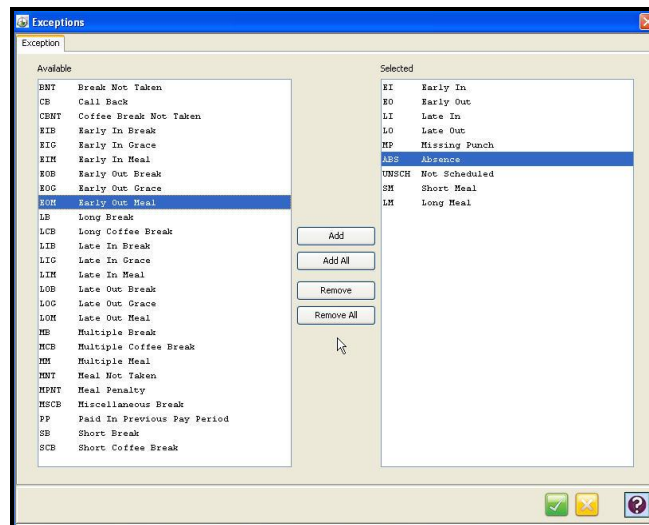 Exceptions
Exception
Available
BNT Break Not Taken
CB Call Back
CBNT Coffee Break Not Taken
EIB Early In Break
EIG Early In Grace
EIM Early In Meal
EOB Early Out Break
EOG Early Out Grace
EOM Early Out Meal
LB Long Break
LCB Long Coffee Break
LIB Late In Break
LIG Late In Grace
LIM Late In Meal
LOB Late Out Break
LOG Late Out Grace
LOM Late Out Meal
MB Multiple Break
MCB Multiple Coffee Break
MM Multiple Meal
MNT Meal Not Taken
MPNT Meal Penalty
MSCB Miscellaneous Break
PP Paid In Previous Pay Period
SB Short Break
SCB Short Coffee Break
Add
Add All
Remove
Remove All
Selected
EI Early In
EO Early Out
LI Late In
LO Late Out
MP Missing Punch
ABS Absence
UNSCH Not Scheduled
SM Short Meal
LM Long Meal
?